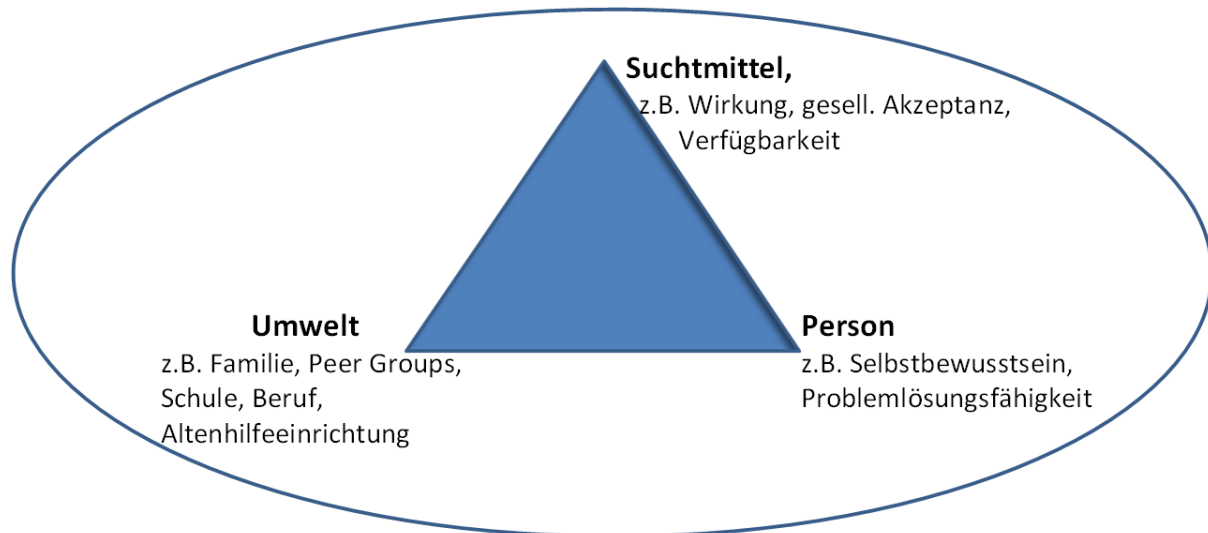 Suchtmittel,
z.B. Wirkung, gesell. Akzeptanz,
Verfügbarkeit
Umwelt
z.B. Familie, Peer Groups,
Schule, Beruf,
Altenhilfeeinrichtung
Person
z.B. Selbstbewusstsein,
Problemlösungsfähigkeit